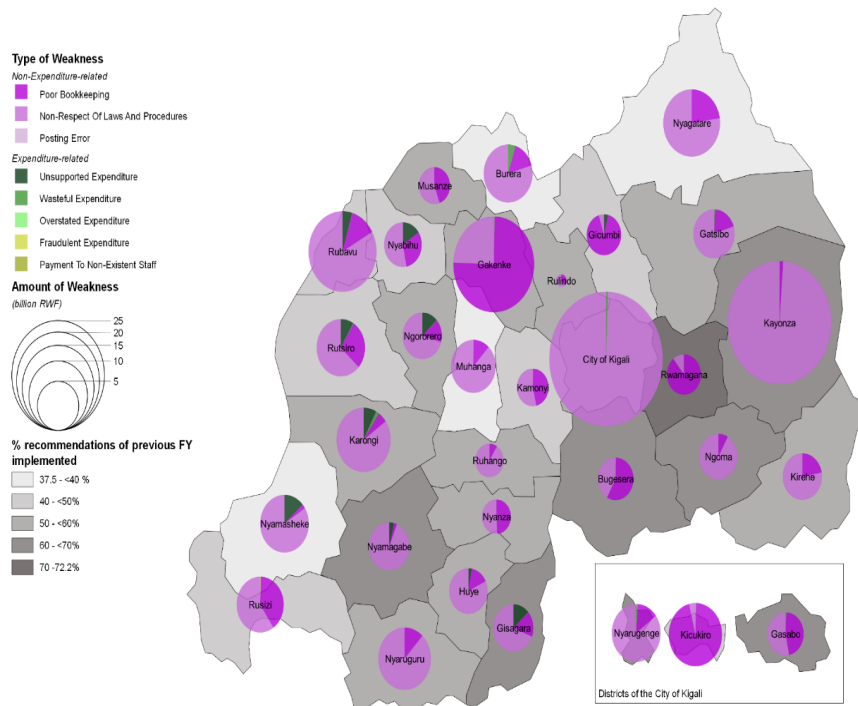 Type of Weakness
Non-Expenditure-related
Poor Bookkeeping
Non-Respect Of Laws And Procedures
Posting Error
Expenditure-related
Unsupported Expenditure
Wasteful Expenditure
Overstated Expenditure
Fraudulent Expenditure
Payment To Non-Existent Staff
Amount of Weakness
(billion RWF)
25
20
15
10
5
% recommendations of previous FY
implemented
37.5 - <40 %
40 - <50%
50 - <60%
60 - <70%
70 -72.2%
Nyagatare
Burera
Musanze
Gicumbi
Gatsibo
Rubavu
Nyabihu
Gakenke
Rulindo
Kayonza
Rutsiro
Ngororero
Muhanga
City of Kigali
Rwamagana
Kamonyi
Karongi
Ruhango
Bugesera
Ngoma
Kirehe
Nyamasheke
Nyanza
Nyamagabe
Huye
Rusizi
Gisagara
Nyaruguru
Nyarugenge
Kicukiro
Gasabo
Districts of the City of Kigali